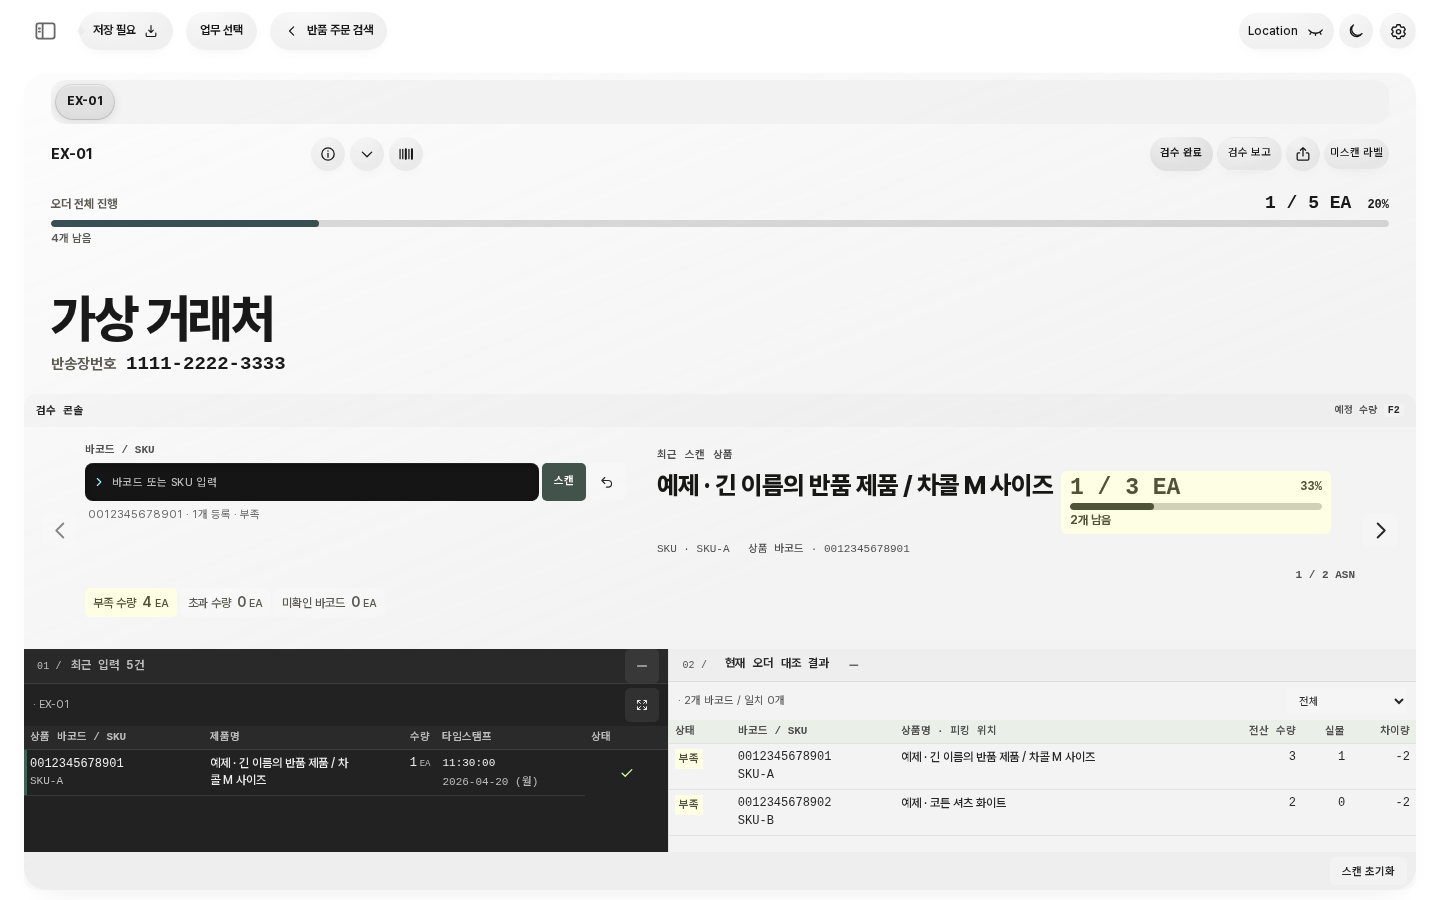 저장 필요
업무 선택
반품 주문 검색
Location
EX-01
EX-01
검수 완료
검수 보고
미스캔 라벨
오더 전체 진행
1 / 5 EA 20%
4개 남음
가상 거래처
반송장번호 1111-2222-3333
검수 콘솔
예정 수량 F2
바코드 / SKU
바코드 또는 SKU 입력
스캔
0012345678901 · 1개 등록 · 부족
부족 수량 4 EA
초과 수량 0 EA
미확인 바코드 0 EA
최근 스캔 상품
예제 · 긴 이름의 반품 제품 / 차콜 M 사이즈
1 / 3 EA 33%
2개 남음
SKU · SKU-A 상품 바코드 · 0012345678901
1 / 2 ASN
01 / 최근 입력 5건
· EX-01
상품 바코드 / SKU 제품명 수량 타임스탬프 상태
0012345678901 예제 · 긴 이름의 반품 제품 / 차 1 EA 11:30:00
SKU-A 콜 M 사이즈 2026-04-20 (월)
02 / 현재 오더 대조 결과
· 2개 바코드 / 일치 0개
전체
상태 바코드 / SKU 상품명 · 피킹 위치 전산 수량 실물 차이량
부족 0012345678901 예제 · 긴 이름의 반품 제품 / 차콜 M 사이즈 3 1 -2
SKU-A
부족 0012345678902 예제 · 코튼 셔츠 화이트 2 0 -2
SKU-B
스캔 초기화